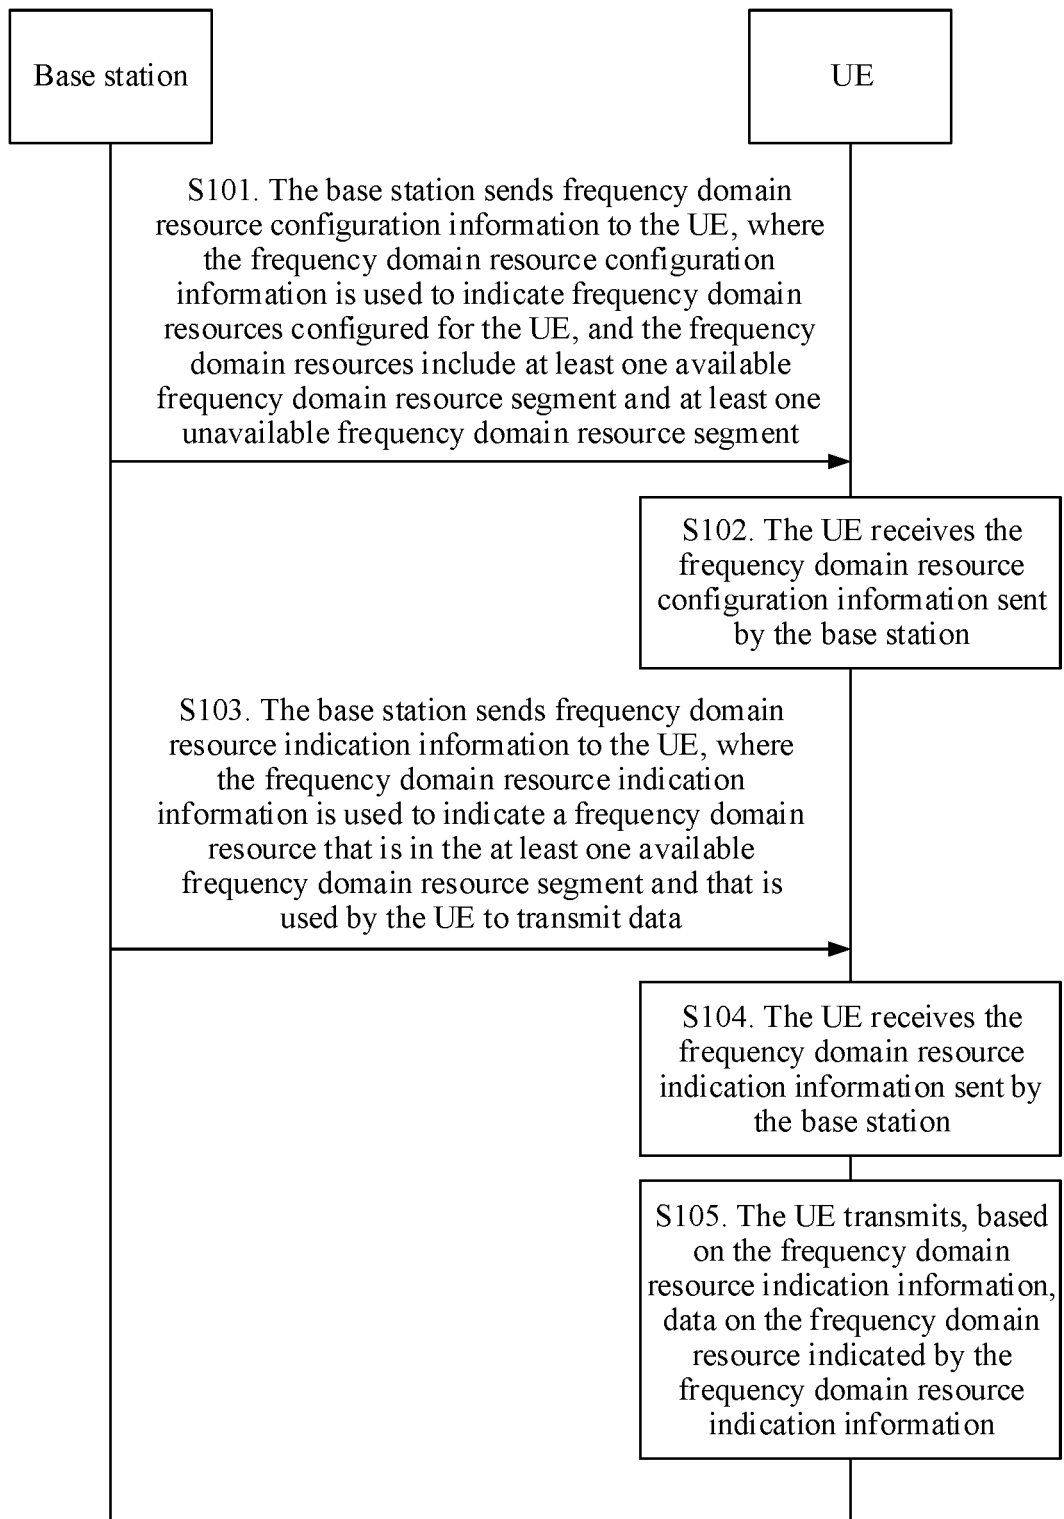 Base station
UE
S101. The base station sends frequency domain
resource configuration information to the UE, where
the frequency domain resource configuration
information is used to indicate frequency domain
resources configured for the UE, and the frequency
domain resources include at least one available
frequency domain resource segment and at least one
unavailable frequency domain resource segment
S102. The UE receives the
frequency domain resource
configuration information sent
by the base station
S103. The base station sends frequency domain
resource indication information to the UE, where
the frequency domain resource indication
information is used to indicate a frequency domain
resource that is in the at least one available
frequency domain resource segment and that is
used by the UE to transmit data
S104. The UE receives the
frequency domain resource
indication information sent by
the base station
S105. The UE transmits, based
on the frequency domain
resource indication information,
data on the frequency domain
resource indicated by the
frequency domain resource
indication information